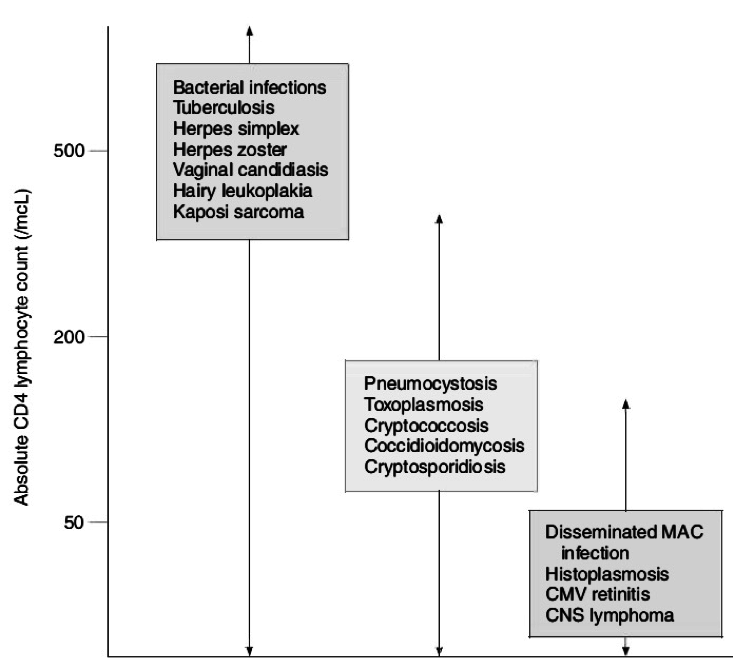 Absolute CD4 lymphocyte count (/mcL)
500
200
50
Bacterial infections
Tuberculosis
Herpes simplex
Herpes zoster
Vaginal candidiasis
Hairy leukoplakia
Kaposi sarcoma
Pneumocystosis
Toxoplasmosis
Cryptococcosis
Coccidioidomycosis
Cryptosporidiosis
Disseminated MAC
infection
Histoplasmosis
CMV retinitis
CNS lymphoma